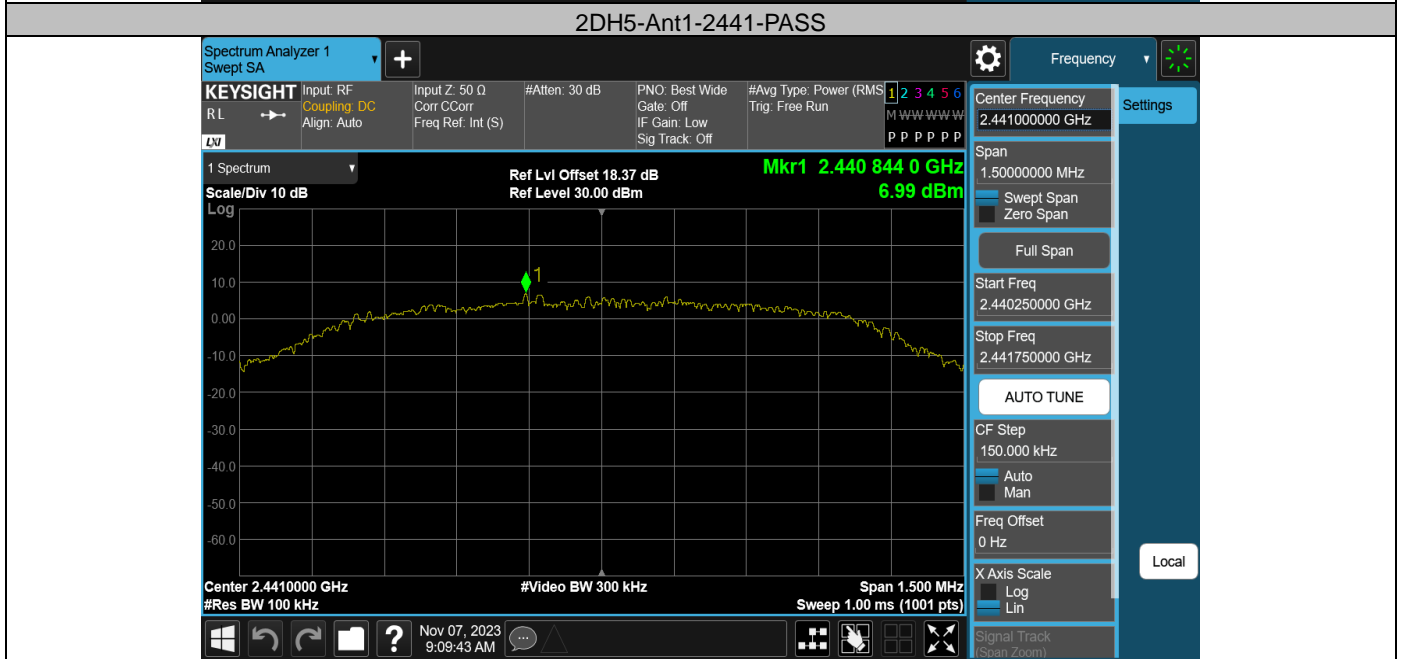 2DH5-Ant1-2441-PASS
Spectrum Analyzer 1
Swept SA
+
Frequency
KEYSIGHT
RL
LXI
Input: RF
Coupling: DC
Align: Auto
Input Z: 50 Ω
Corr CCorr
Freq Ref: Int (S)
#Atten: 30 dB
PNO: Best Wide
Gate: Off
IF Gain: Low
Sig Track: Off
#Avg Type: Power (RMS
Trig: Free Run
1 2 3 4 5 6
M W W W W W
P P P P P P
1 Spectrum
Scale/Div 10 dB
Log
Ref Lvl Offset 18.37 dB
Ref Level 30.00 dBm
Mkr1 2.440 844 0 GHz
6.99 dBm
1
20.0
10.0
0.00
-10.0
-20.0
-30.0
-40.0
-50.0
-60.0
Center 2.4410000 GHz
#Res BW 100 kHz
#Video BW 300 kHz
Span 1.500 MHz
Sweep 1.00 ms (1001 pts)
Center Frequency
2.441000000 GHz
Settings
Span
1.50000000 MHz
Swept Span
Zero Span
Full Span
Start Freq
2.440250000 GHz
Stop Freq
2.441750000 GHz
AUTO TUNE
CF Step
150.000 kHz
Auto
Man
Freq Offset
0 Hz
X Axis Scale
Log
Lin
Signal Track
(Span Zoom)
Local
?
Nov 07, 2023
9:09:43 AM